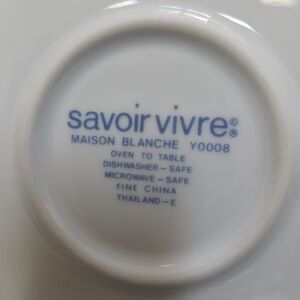 savoir vivre©®
MAISON BLANCHE Y0008
OVEN TO TABLE
DISHWASHER-SAFE
MICROWAVE-SAFE
FINE CHINA
THAILAND-E